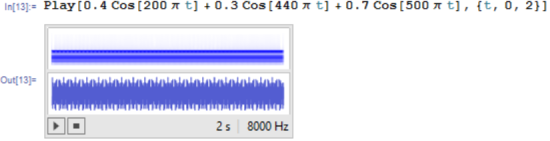 In[13]:= Play[0.4 Cos[200 π t] + 0.3 Cos[440 π t] + 0.7 Cos[500 π t], {t, 0, 2}]
Out[13]=
2 s | 8000 Hz